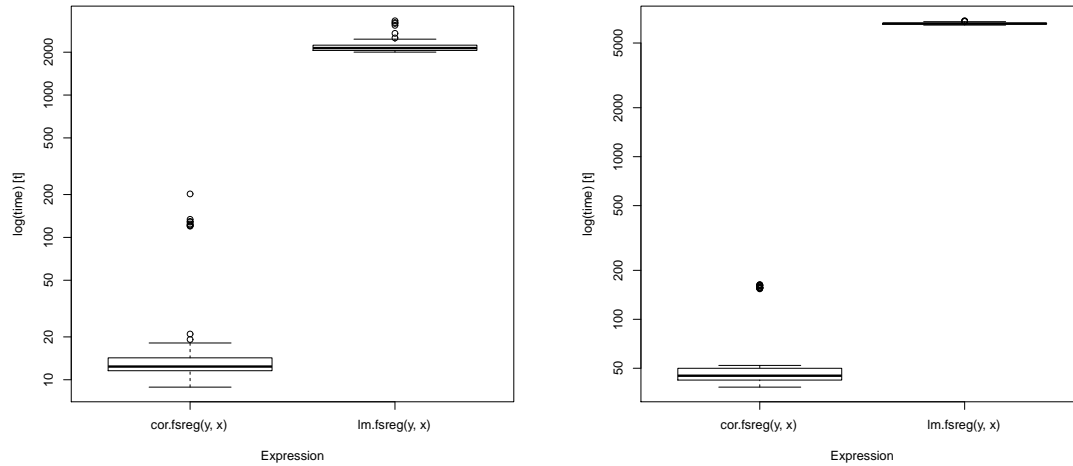 2000
1000
500
200
100
50
20
10
log(time) [t]
cor.fsreg(y, x)
lm.fsreg(y, x)
Expression
5000
2000
1000
500
200
100
50
log(time) [t]
cor.fsreg(y, x)
lm.fsreg(y, x)
Expression